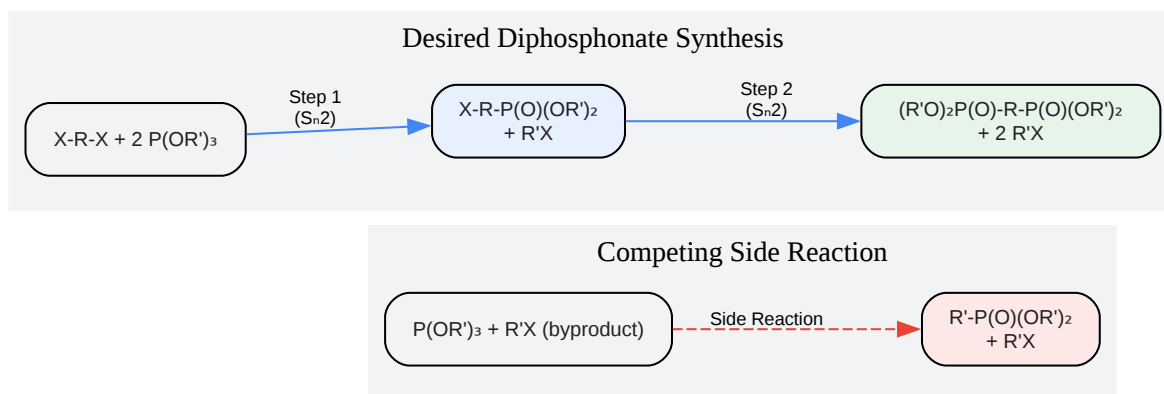 Desired Diphosphonate Synthesis
X-R-X + 2 P(OR')₃
Step 1
(Sₙ2)
X-R-P(O)(OR')₂
+ R'X
Step 2
(Sₙ2)
(R'O)₂P(O)-R-P(O)(OR')₂
+ 2 R'X
Competing Side Reaction
P(OR')₃ + R'X (byproduct)
Side Reaction
R'-P(O)(OR')₂
+ R'X